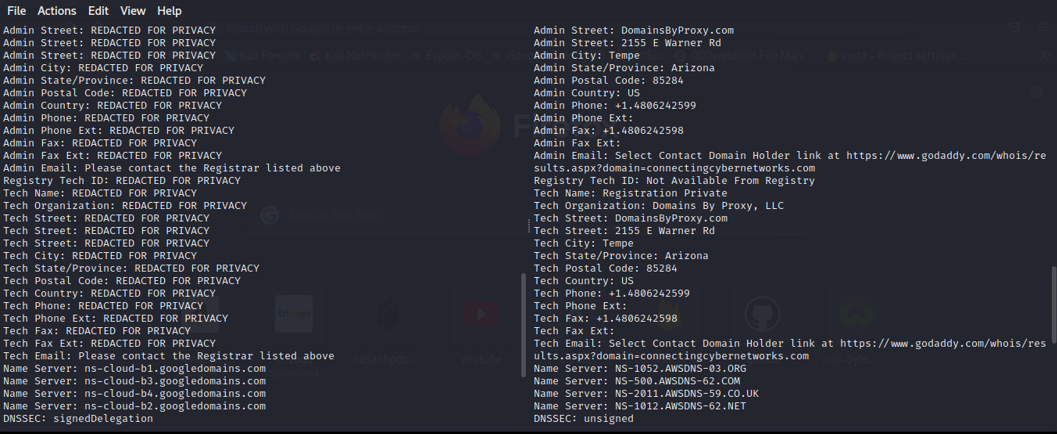 File Actions Edit View Help
Admin Street: REDACTED FOR PRIVACY
Admin Street: REDACTED FOR PRIVACY
Admin Street: REDACTED FOR PRIVACY
Admin City: REDACTED FOR PRIVACY
Admin State/Province: REDACTED FOR PRIVACY
Admin Postal Code: REDACTED FOR PRIVACY
Admin Country: REDACTED FOR PRIVACY
Admin Phone: REDACTED FOR PRIVACY
Admin Phone Ext: REDACTED FOR PRIVACY
Admin Fax: REDACTED FOR PRIVACY
Admin Fax Ext: REDACTED FOR PRIVACY
Admin Email: Please contact the Registrar listed above
Registry Tech ID: REDACTED FOR PRIVACY
Tech Name: REDACTED FOR PRIVACY
Tech Organization: REDACTED FOR PRIVACY
Tech Street: REDACTED FOR PRIVACY
Tech Street: REDACTED FOR PRIVACY
Tech Street: REDACTED FOR PRIVACY
Tech City: REDACTED FOR PRIVACY
Tech State/Province: REDACTED FOR PRIVACY
Tech Postal Code: REDACTED FOR PRIVACY
Tech Country: REDACTED FOR PRIVACY
Tech Phone: REDACTED FOR PRIVACY
Tech Phone Ext: REDACTED FOR PRIVACY
Tech Fax: REDACTED FOR PRIVACY
Tech Fax Ext: REDACTED FOR PRIVACY
Tech Email: Please contact the Registrar listed above
Name Server: ns-cloud-b1.googledomains.com
Name Server: ns-cloud-b3.googledomains.com
Name Server: ns-cloud-b4.googledomains.com
Name Server: ns-cloud-b2.googledomains.com
DNSSEC: signedDelegation
Admin Street: DomainsByProxy.com
Admin Street: 2155 E Warner Rd
Admin City: Tempe
Admin State/Province: Arizona
Admin Postal Code: 85284
Admin Country: US
Admin Phone: +1.4806242599
Admin Phone Ext:
Admin Fax: +1.4806242598
Admin Fax Ext:
Admin Email: Select Contact Domain Holder link at https://www.godaddy.com/whois/re
sults.aspx?domain=connectingcybernetworks.com
Registry Tech ID: Not Available From Registry
Tech Name: Registration Private
Tech Organization: Domains By Proxy, LLC
Tech Street: DomainsByProxy.com
Tech Street: 2155 E Warner Rd
Tech City: Tempe
Tech State/Province: Arizona
Tech Postal Code: 85284
Tech Country: US
Tech Phone: +1.4806242599
Tech Phone Ext:
Tech Fax: +1.4806242598
Tech Fax Ext:
Tech Email: Select Contact Domain Holder link at https://www.godaddy.com/whois/re
sults.aspx?domain=connectingcybernetworks.com
Name Server: NS-1052.AWSDNS-03.ORG
Name Server: NS-500.AWSDNS-62.COM
Name Server: NS-2011.AWSDNS-59.CO.UK
Name Server: NS-1012.AWSDNS-62.NET
DNSSEC: unsigned
youtube